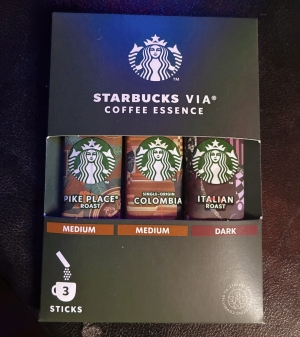 STARBUCKS VIA®
COFFEE ESSENCE
PIKE PLACE®
ROAST
SINGLE-ORIGIN
COLOMBIA
ITALIAN
ROAST
MEDIUM
MEDIUM
DARK
3
STICKS